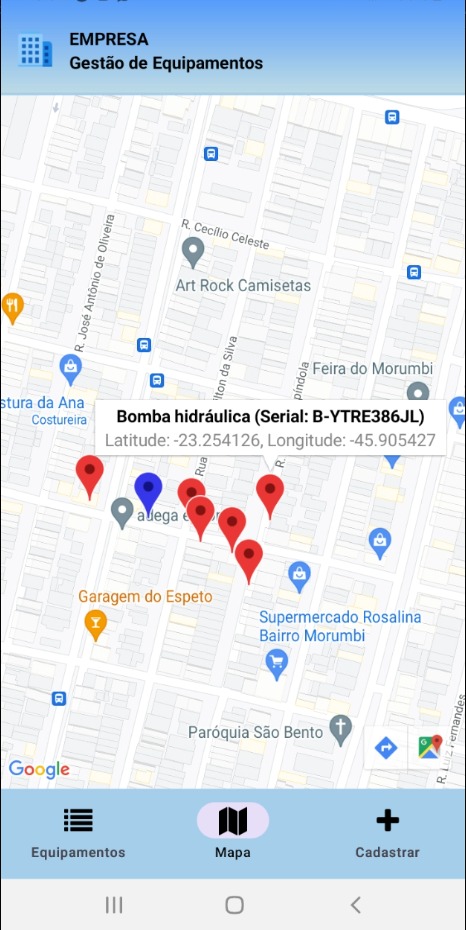 EMPRESA
Gestão de Equipamentos
R. Cecílio Celeste
R. José Antônio de Oliveira
Art Rock Camisetas
Feira do Morumbi
stura da Ana
Costureira
Bomba hidráulica (Serial: B-YTRE386JL)
Latitude: -23.254126, Longitude: -45.905427
Rua
ilton da Silva
R.
píndola
adega e
Garagem do Espeto
Supermercado Rosalina
Bairro Morumbi
Paróquia São Bento
Fernandes
Google
Equipamentos
Mapa
Cadastrar